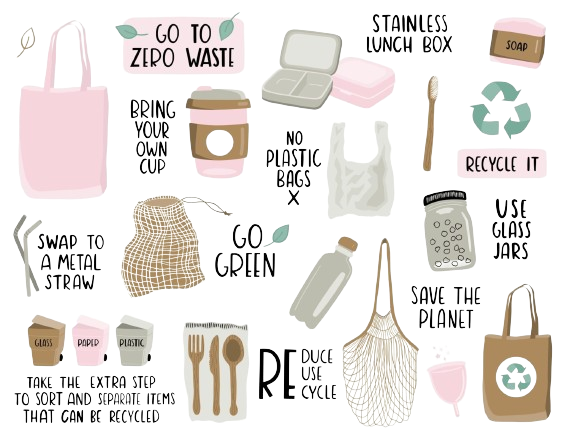 GO TO
ZERO WASTE
STAINLESS
LUNCH BOX
SOAP
BRING
YOUR
OWN
CUP
NO
PLASTIC
BAGS
X
RECYCLE IT
USE
GLASS
JARS
SWAP TO
A METAL
STRAW
GO
GREEN
SAVE THE
PLANET
GLASS
PAPER
PLASTIC
TAKE THE EXTRA STEP
TO SORT AND SEPARATE ITEMS
THAT CAN BE RECYCLED
RE
DUCE
USE
CYCLE